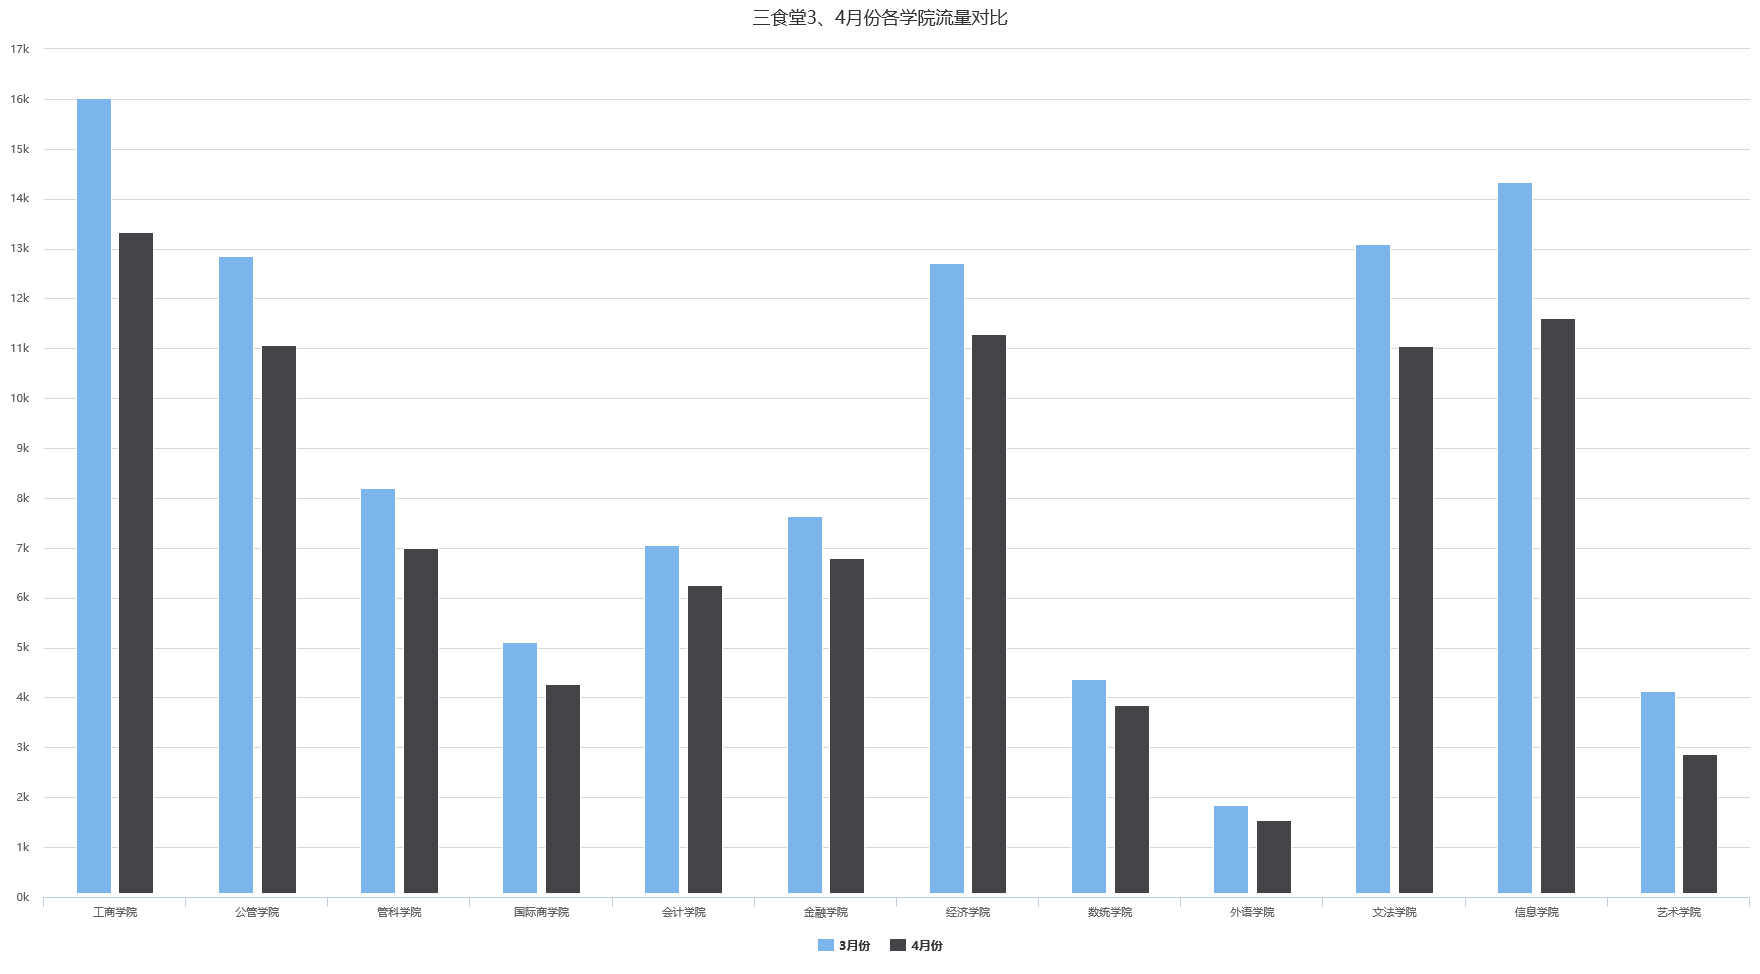 三食堂3、4月份各学院流量对比
17k
16k
15k
14k
13k
12k
11k
10k
9k
8k
7k
6k
5k
4k
3k
2k
1k
0k
工商学院 公管学院 管科学院 国际商学院 会计学院 金融学院 经济学院 数统学院 外语学院 文法学院 信息学院 艺术学院
3月份 4月份